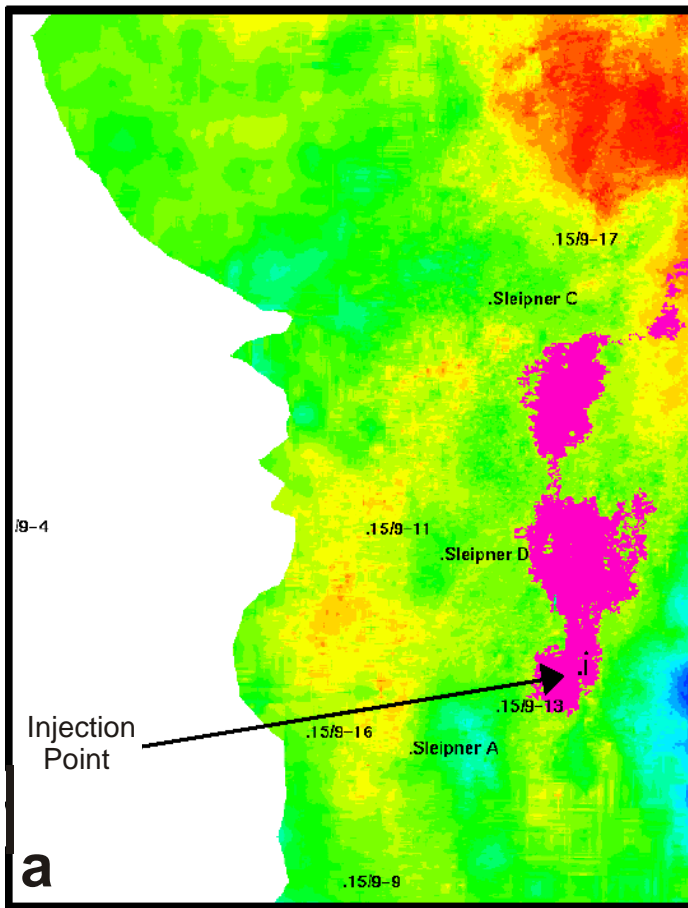 .15/9-17
.Sleipner C
/9-4
.15/9-11
.Sleipner D
.i
.15/9-13
Injection
Point
.15/9-16
.Sleipner A
a
.15/9-9